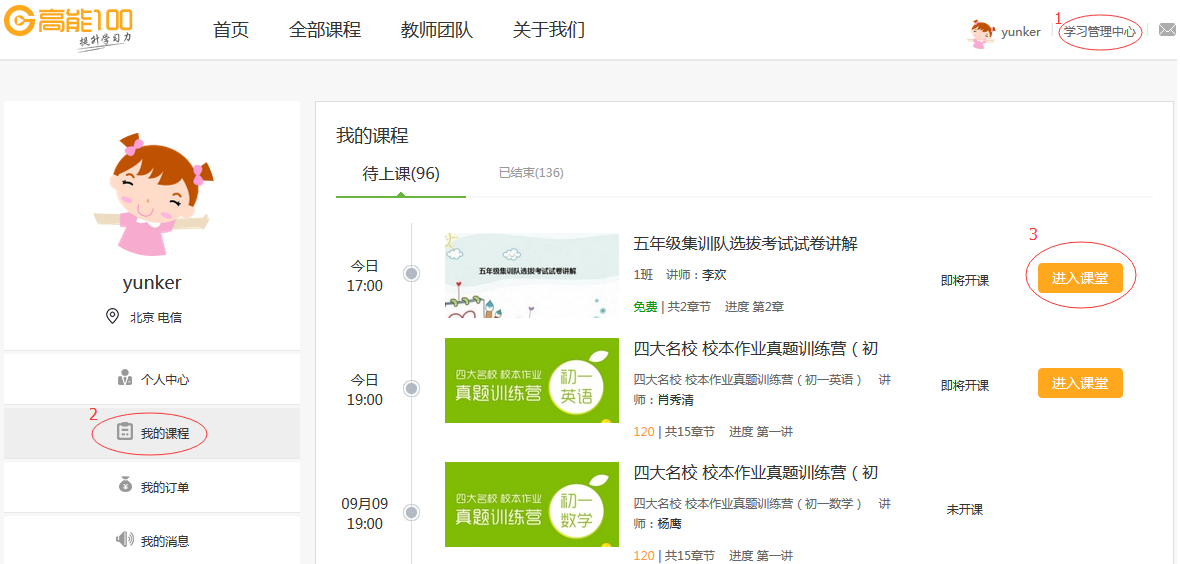 高能100
提升学习力
首页 全部课程 教师团队 关于我们
yunker
1
学习管理中心
yunker
北京 电信
个人中心
2
我的课程
我的订单
我的消息
我的课程
待上课(96) 已结束(136)
今日
17:00
五年级集训队选拔考试试卷讲解
五年级集训队选拔考试试卷讲解
1班 讲师：李欢
免费 | 共2章节 进度 第2章
即将开课
3
进入课堂
今日
19:00
四大名校 校本作业
真题训练营
初一
英语
四大名校 校本作业真题训练营（初
四大名校 校本作业真题训练营（初一英语） 讲
师：肖秀清
120 | 共15章节 进度 第一讲
即将开课
进入课堂
09月09
19:00
四大名校 校本作业
真题训练营
初一
数学
四大名校 校本作业真题训练营（初
四大名校 校本作业真题训练营（初一数学） 讲
师：杨鹰
120 | 共15章节 进度 第一讲
未开课